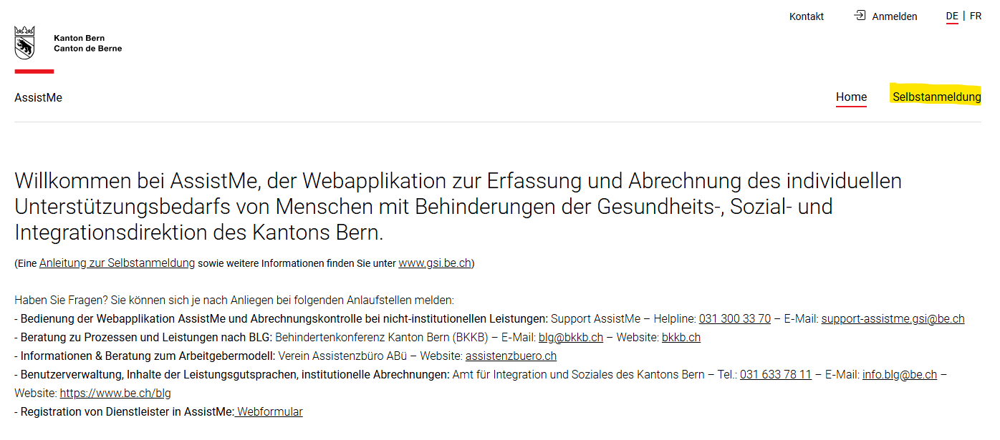 Kontakt Anmelden DE | FR
Kanton Bern
Canton de Berne
AssistMe Home Selbstanmeldung
Willkommen bei AssistMe, der Webapplikation zur Erfassung und Abrechnung des individuellen
Unterstützungsbedarfs von Menschen mit Behinderungen der Gesundheits-, Sozial- und
Integrationsdirektion des Kantons Bern.
(Eine Anleitung zur Selbstanmeldung sowie weitere Informationen finden Sie unter www.gsi.be.ch)
Haben Sie Fragen? Sie können sich je nach Anliegen bei folgenden Anlaufstellen melden:
- Bedienung der Webapplikation AssistMe und Abrechnungskontrolle bei nicht-institutionellen Leistungen: Support AssistMe – Helpline: 031 300 33 70 – E-Mail: support-assistme.gsi@be.ch
- Beratung zu Prozessen und Leistungen nach BLG: Behindertenkonferenz Kanton Bern (BKKB) – E-Mail: blg@bkkb.ch – Website: bkkb.ch
- Informationen & Beratung zum Arbeitgebermodell: Verein Assistenzbüro ABü – Website: assistenzbuero.ch
- Benutzerverwaltung, Inhalte der Leistungsgutsprachen, institutionelle Abrechnungen: Amt für Integration und Soziales des Kantons Bern – Tel.: 031 633 78 11 – E-Mail: info.blg@be.ch –
Website: https://www.be.ch/blg
- Registration von Dienstleister in AssistMe: Webformular